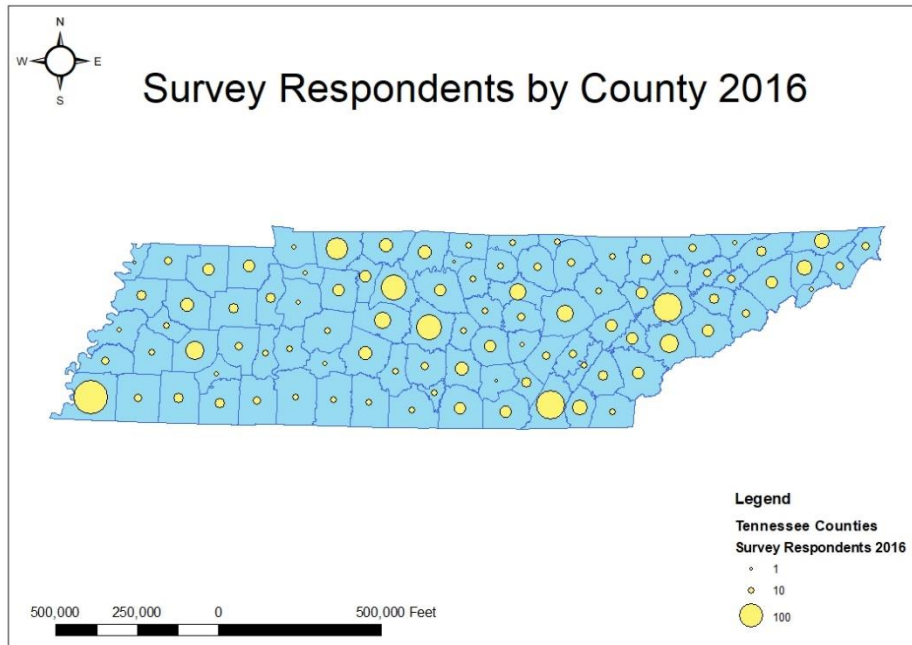 N
W E
S
Survey Respondents by County 2016
Legend
Tennessee Counties
Survey Respondents 2016
1
10
100
500,000 250,000 0 500,000 Feet